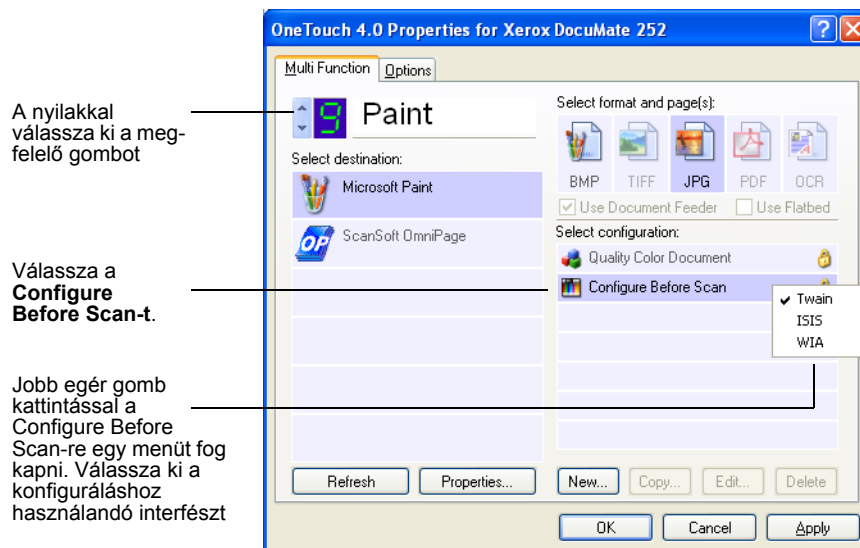 A nyilakkal
válassza ki a meg-
felelő gombot
Válassza a
Configure
Before Scan-t.
Jobb egér gomb
kattintással a
Configure Before
Scan-re egy menüt fog
kapni. Válassza ki a
konfiguráláshoz
használandó interfészt
OneTouch 4.0 Properties for Xerox DocuMate 252
Multi Function
Options
9
Paint
Select destination:
Microsoft Paint
OP
ScanSoft OmniPage
Refresh
Properties...
Select format and page(s):
BMP
TIFF
JPG
PDF
OCR
Use Document Feeder
Use Flatbed
Select configuration:
Quality Color Document
Configure Before Scan
Twain
ISIS
WIA
New...
Copy...
Edit...
Delete
OK
Cancel
Apply